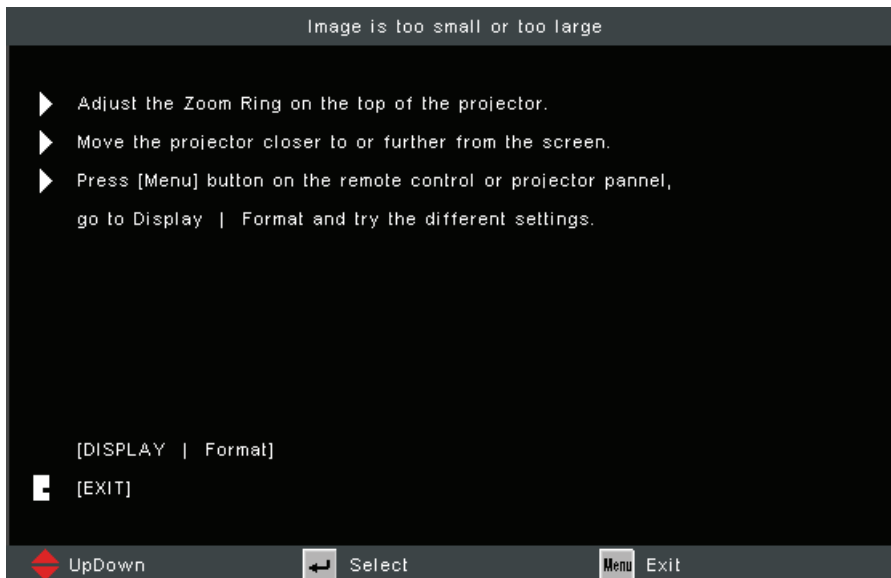 Image is too small or too large
Adjust the Zoom Ring on the top of the projector.
Move the projector closer to or further from the screen.
Press [Menu] button on the remote control or projector pannel,
go to Display | Format and try the different settings.
[DISPLAY | Format]
[EXIT]
UpDown Select Menu Exit